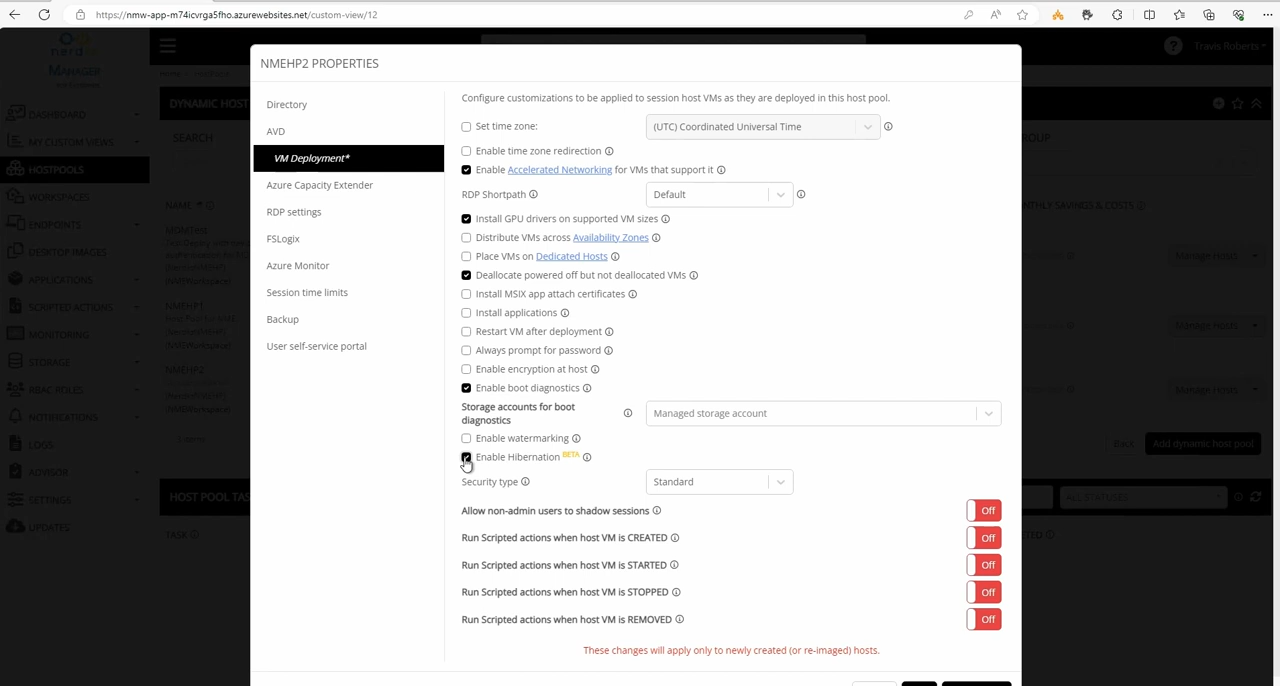 https://nmw-app-m74icvrga5fho.azurewebsites.net/custom-view/12
nerdio
Manager
Travis Roberts
NMEHP2 PROPERTIES
Directory
AVD
VM Deployment*
Azure Capacity Extender
RDP settings
FSLogix
Azure Monitor
Session time limits
Backup
User self-service portal
Configure customizations to be applied to session host VMs as they are deployed in this host pool.
Set time zone: (UTC) Coordinated Universal Time
Enable time zone redirection
Enable Accelerated Networking for VMs that support it
RDP Shortpath Default
Install GPU drivers on supported VM sizes
Distribute VMs across Availability Zones
Place VMs on Dedicated Hosts
Deallocate powered off but not deallocated VMs
Install MSIX app attach certificates
Install applications
Restart VM after deployment
Always prompt for password
Enable encryption at host
Enable boot diagnostics
Storage accounts for boot
diagnostics
Managed storage account
Enable watermarking
Enable Hibernation BETA
Security type Standard
Allow non-admin users to shadow sessions Off
Run Scripted actions when host VM is CREATED Off
Run Scripted actions when host VM is STARTED Off
Run Scripted actions when host VM is STOPPED Off
Run Scripted actions when host VM is REMOVED Off
These changes will apply only to newly created (or re-imaged) hosts.
DASHBOARD
MY CUSTOM VIEWS
HOSTPOOLS
WORKSPACES
ENDPOINTS
DESKTOP IMAGES
APPLICATIONS
SCRIPTED ACTIONS
MONITORING
STORAGE
RBAC ROLES
NOTIFICATIONS
LOGS
ADVISOR
SETTINGS
UPDATES
DYNAMIC HOST
SEARCH
NAME
NMEHP1
NMEHP2
HOST POOL TAS
TASK
Manage Hosts
Manage Hosts
Back
Add dynamic host pool
ALL STATUSES